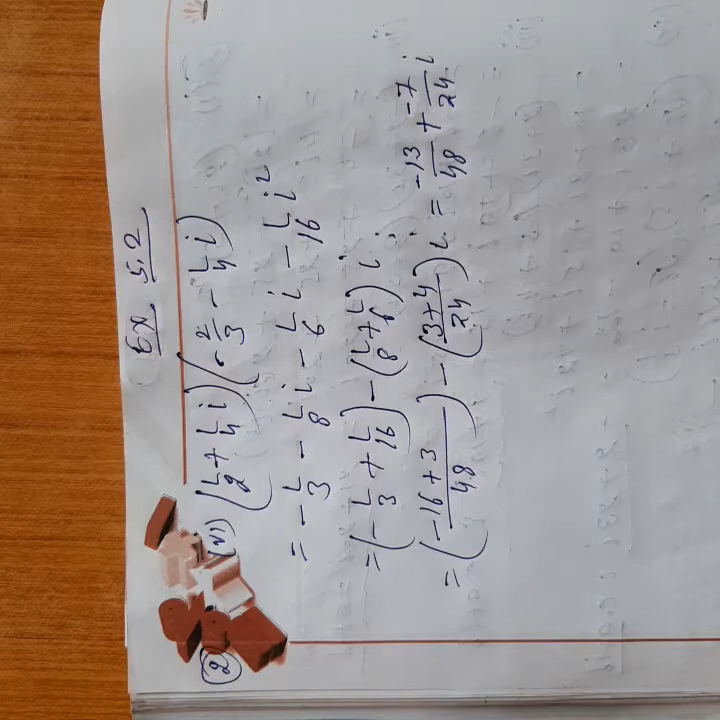 Ex 5.2
(2) (vi) (1/2 + 1/4 i) (-2/3 - 1/4 i)
= -1/3 - 1/8 i - 1/6 i - 1/16 i²
= (-1/3 + 1/16) - (1/8 + 1/6) i
= (-16+3/48) - (3+4/24) i = -13/48 + -7/24 i